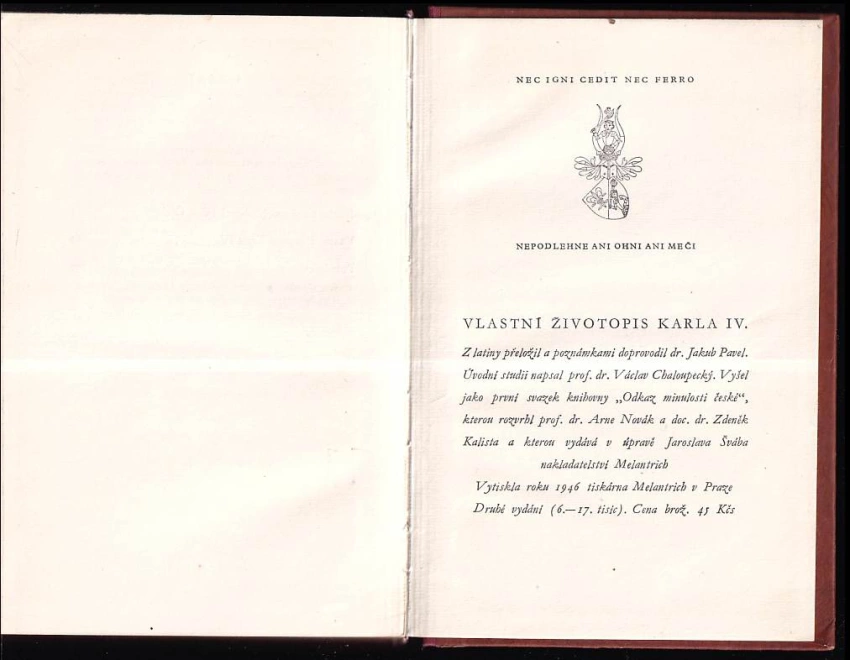 NEC IGNI CEDIT NEC FERRO
NEPODLEHNE ANI OHNI ANI MEČI
VLASTNÍ ŽIVOTOPIS KARLA IV.
Z latiny přeložil a poznámkami doprovodil dr. Jakub Pavel.
Úvodní studii napsal prof. dr. Václav Chaloupecký. Vyšel
jako první svazek knihovny „Odkaz minulosti české“,
kterou rozvrhl prof. dr. Arne Novák a doc. dr. Zdeněk
Kalista a kterou vydává v úpravě Jaroslava Švába
nakladatelství Melantrich
Vytiskla roku 1946 tiskárna Melantrich v Praze
Druhé vydání (6.—17. tisíc). Cena brož. 45 Kčs